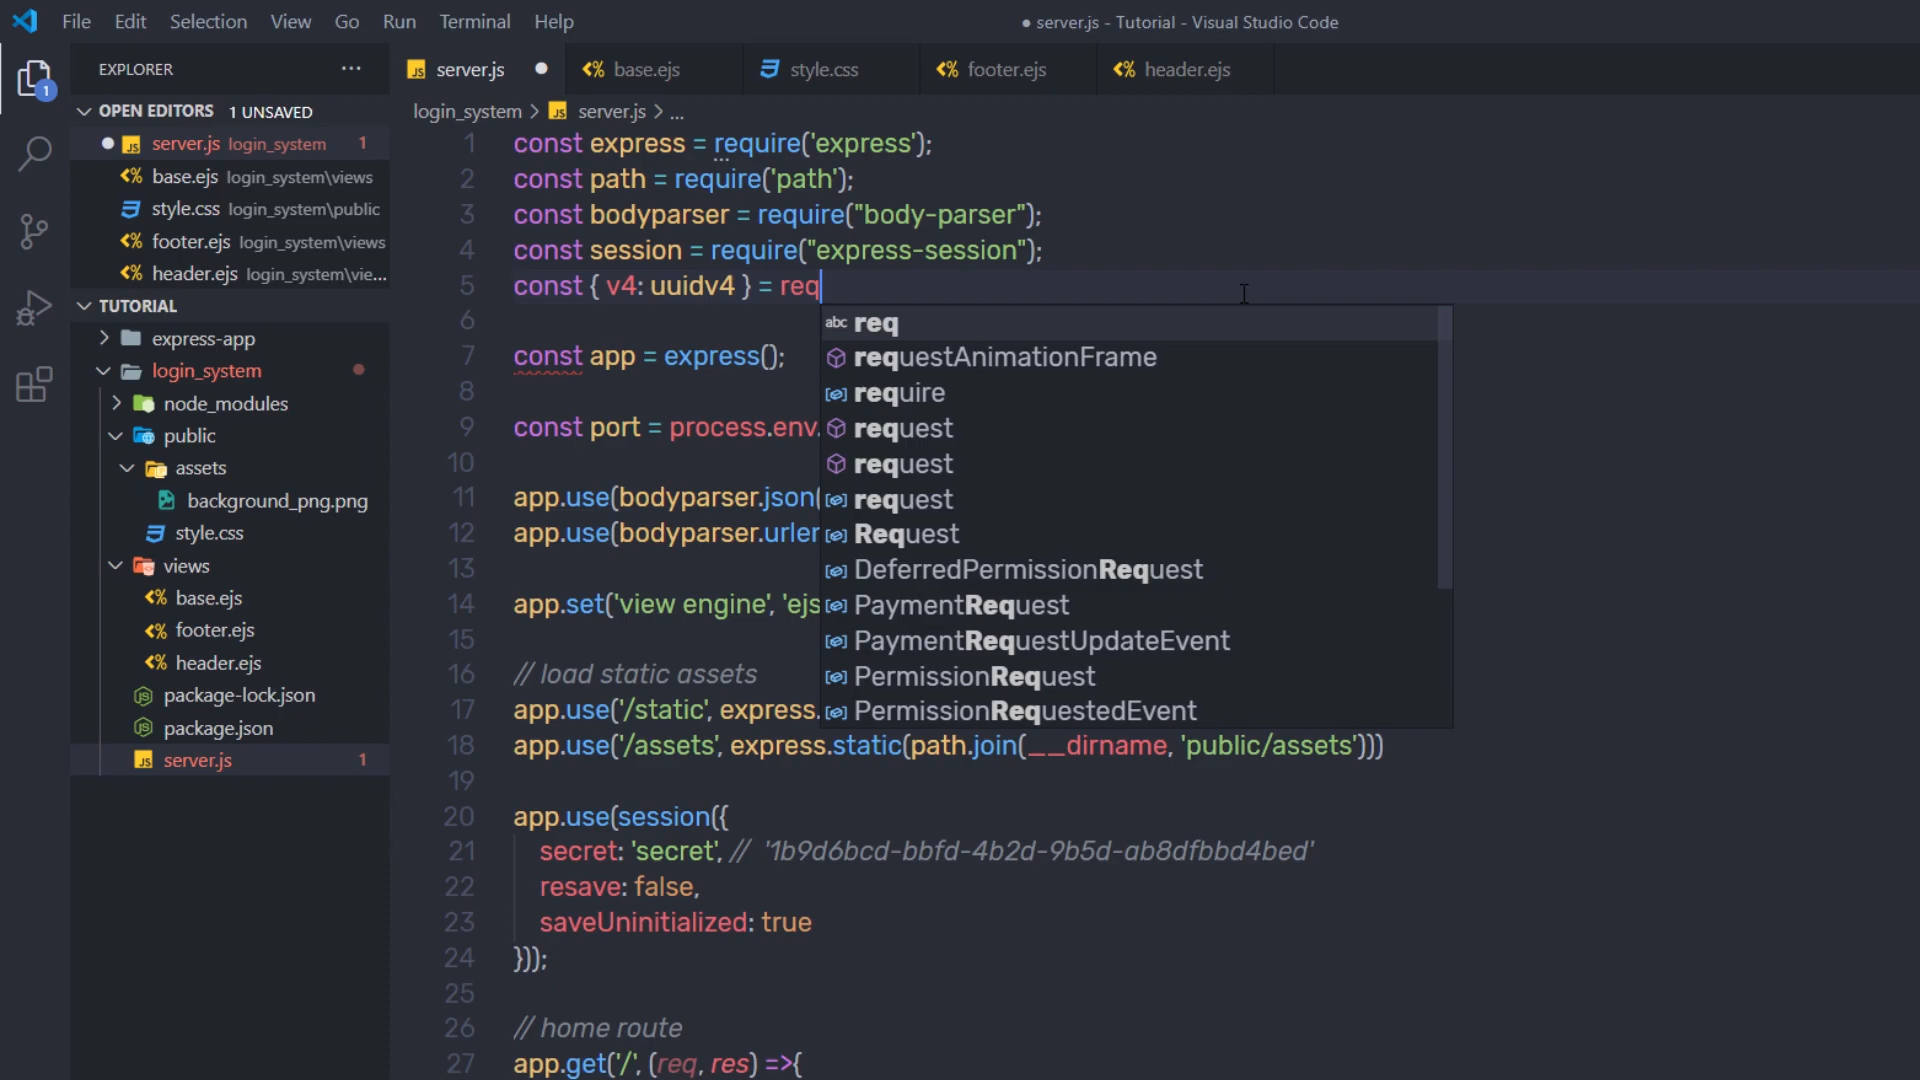 File Edit Selection View Go Run Terminal Help
● server.js - Tutorial - Visual Studio Code
1
EXPLORER ...
OPEN EDITORS 1 UNSAVED
server.js login_system 1
base.ejs login_system\views
style.css login_system\public
footer.ejs login_system\views
header.ejs login_system\vie...
TUTORIAL
express-app
login_system
node_modules
public
assets
background_png.png
style.css
views
base.ejs
footer.ejs
header.ejs
package-lock.json
package.json
server.js 1
server.js base.ejs style.css footer.ejs header.ejs
login_system > server.js > ...
1 const express = require('express');
2 const path = require('path');
3 const bodyparser = require("body-parser");
4 const session = require("express-session");
5 const { v4: uuidv4 } = req
6
7 const app = express();
8
9 const port = process.env.
10
11 app.use(bodyparser.json(
12 app.use(bodyparser.urler
13
14 app.set('view engine', 'ejs
15
16 // load static assets
17 app.use('/static', express.
18 app.use('/assets', express.static(path.join(__dirname, 'public/assets')))
19
20 app.use(session({
21 secret: 'secret', // '1b9d6bcd-bbfd-4b2d-9b5d-ab8dfbbd4bed'
22 resave: false,
23 saveUninitialized: true
24 }));
25
26 // home route
27 app.get('/', (req, res) =>{
abc req
requestAnimationFrame
require
request
request
request
Request
DeferredPermissionRequest
PaymentRequest
PaymentRequestUpdateEvent
PermissionRequest
PermissionRequestedEvent